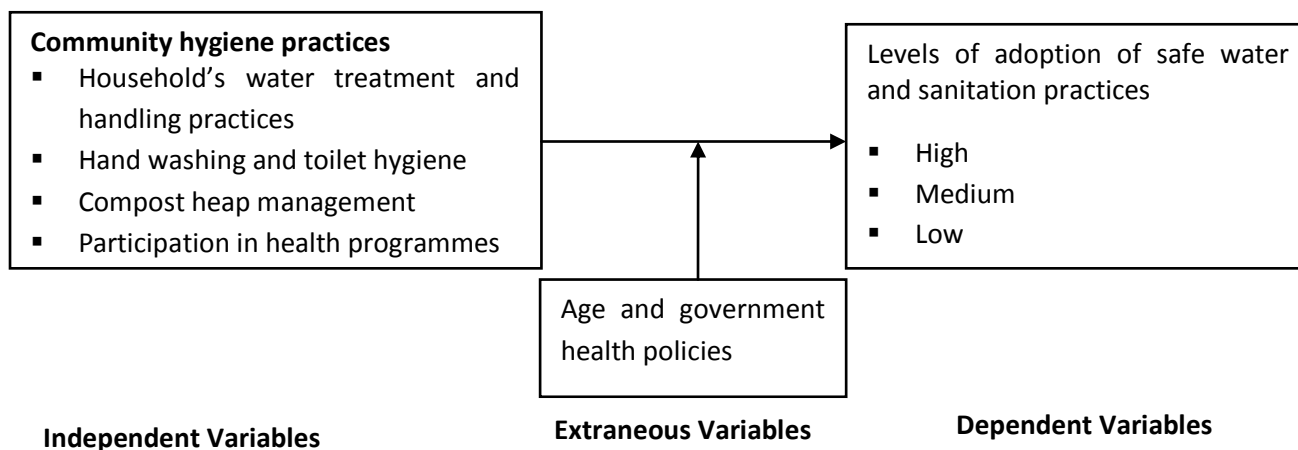 Community hygiene practices
▪ Household’s water treatment and
handling practices
▪ Hand washing and toilet hygiene
▪ Compost heap management
▪ Participation in health programmes
Levels of adoption of safe water
and sanitation practices
▪ High
▪ Medium
▪ Low
Age and government
health policies
Independent Variables
Extraneous Variables
Dependent Variables